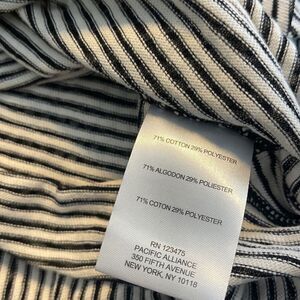 71% COTTON 29% POLYESTER
71% ALGODON 29% POLIESTER
71% COTON 29% POLYESTER
RN 123475
PACIFIC ALLIANCE
350 FIFTH AVENUE
NEW YORK, NY 10118